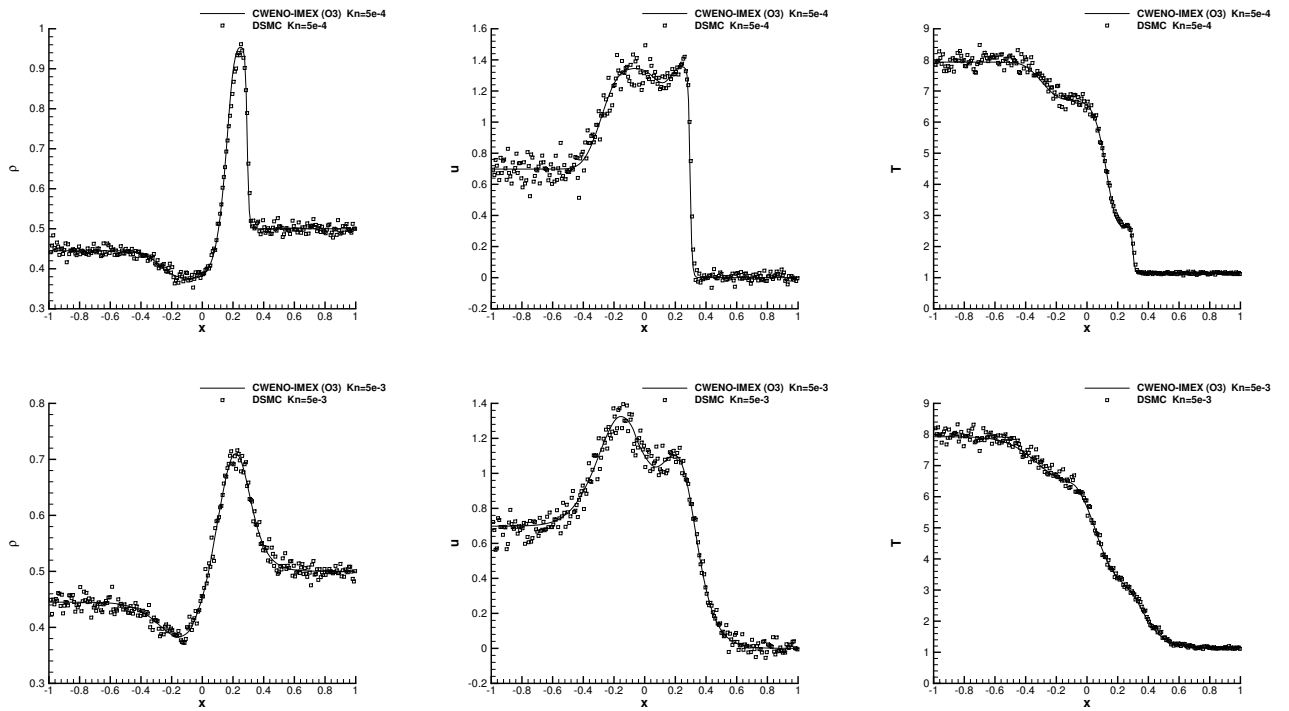 CWENO-IMEX (O3) Kn=5e-4
DSMC Kn=5e-4
1
0.9
0.8
0.7
0.6
0.5
0.4
0.3
ρ
-1 -0.8 -0.6 -0.4 -0.2 0 0.2 0.4 0.6 0.8 1
x
CWENO-IMEX (O3) Kn=5e-4
DSMC Kn=5e-4
1.6
1.4
1.2
1
0.8
0.6
0.4
0.2
0
-0.2
u
-1 -0.8 -0.6 -0.4 -0.2 0 0.2 0.4 0.6 0.8 1
x
CWENO-IMEX (O3) Kn=5e-4
DSMC Kn=5e-4
9
8
7
6
5
4
3
2
1
0
T
-1 -0.8 -0.6 -0.4 -0.2 0 0.2 0.4 0.6 0.8 1
x
CWENO-IMEX (O3) Kn=5e-3
DSMC Kn=5e-3
0.8
0.7
0.6
0.5
0.4
0.3
ρ
-1 -0.8 -0.6 -0.4 -0.2 0 0.2 0.4 0.6 0.8 1
x
CWENO-IMEX (O3) Kn=5e-3
DSMC Kn=5e-3
1.4
1.2
1
0.8
0.6
0.4
0.2
0
-0.2
u
-1 -0.8 -0.6 -0.4 -0.2 0 0.2 0.4 0.6 0.8 1
x
CWENO-IMEX (O3) Kn=5e-3
DSMC Kn=5e-3
9
8
7
6
5
4
3
2
1
0
T
-1 -0.8 -0.6 -0.4 -0.2 0 0.2 0.4 0.6 0.8 1
x